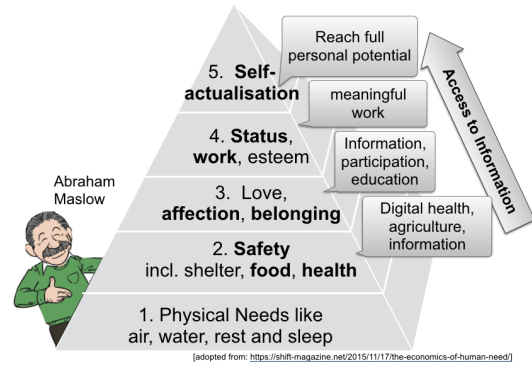 Reach full
personal potential
5. Self-
actualisation
meaningful
work
4. Status,
work, esteem
Information,
participation,
education
Access to Information
Abraham
Maslow
3. Love,
affection, belonging
Digital health,
agriculture,
information
2. Safety
incl. shelter, food, health
1. Physical Needs like
air, water, rest and sleep
[adopted from: https://shift-magazine.net/2015/11/17/the-economics-of-human-need/]